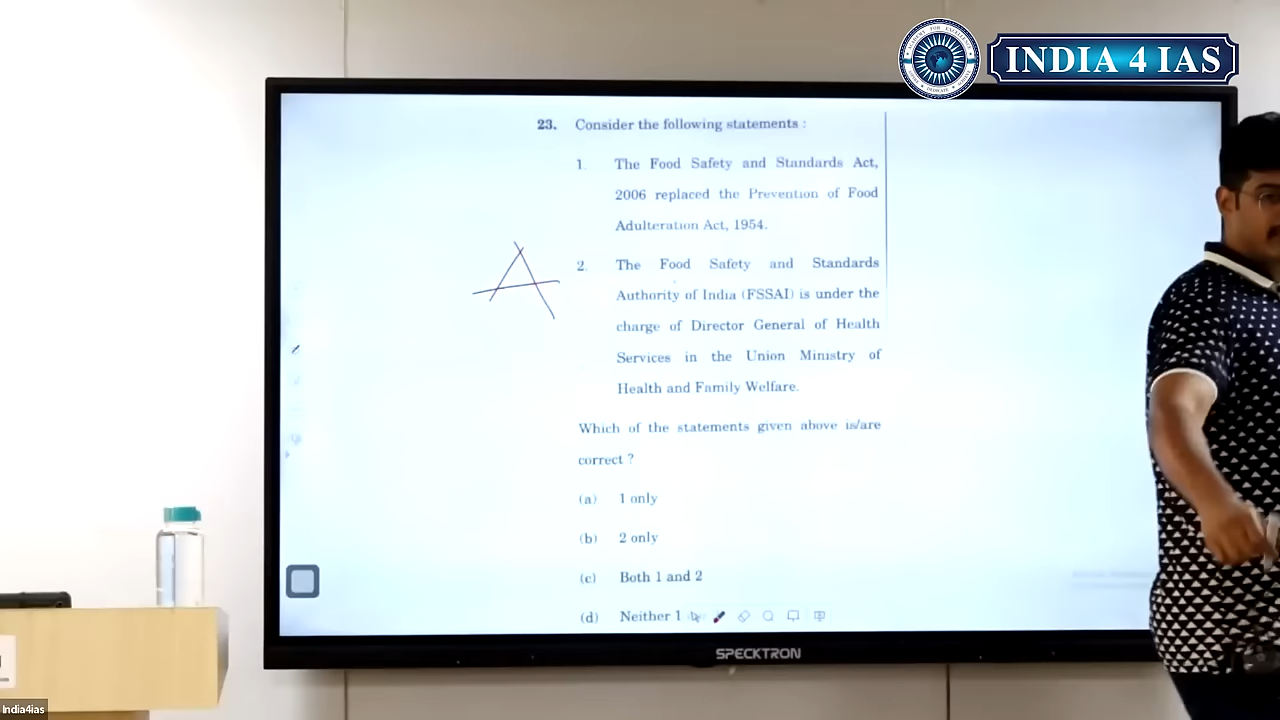 INDIA 4 IAS
23. Consider the following statements :
1. The Food Safety and Standards Act,
2006 replaced the Prevention of Food
Adulteration Act, 1954.
A
2. The Food Safety and Standards
Authority of India (FSSAI) is under the
charge of Director General of Health
Services in the Union Ministry of
Health and Family Welfare.
Which of the statements given above is/are
correct ?
(a) 1 only
(b) 2 only
(c) Both 1 and 2
(d) Neither 1
SPECKTRON
India4ias